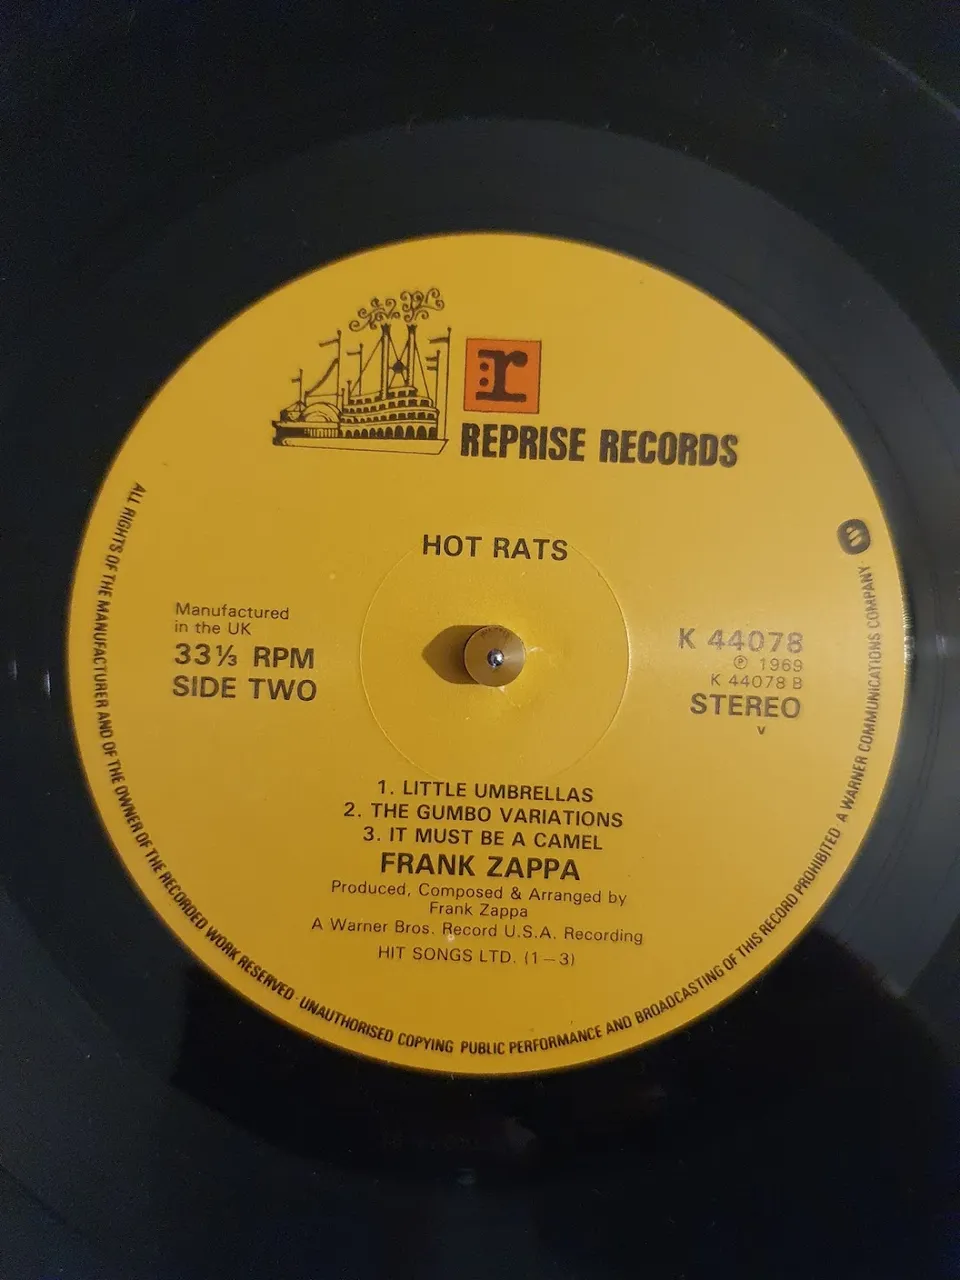 r
REPRISE RECORDS
HOT RATS
Manufactured
in the UK
33⅓ RPM
SIDE TWO
K 44078
℗ 1969
K 44078 B
STEREO
v
1. LITTLE UMBRELLAS
2. THE GUMBO VARIATIONS
3. IT MUST BE A CAMEL
FRANK ZAPPA
Produced, Composed & Arranged by
Frank Zappa
A Warner Bros. Record U.S.A. Recording
HIT SONGS LTD. (1–3)
ALL RIGHTS OF THE MANUFACTURER AND OF THE OWNER OF THE RECORDED WORK RESERVED · UNAUTHORISED COPYING PUBLIC PERFORMANCE AND BROADCASTING OF THIS RECORD PROHIBITED A WARNER COMMUNICATIONS COMPANY